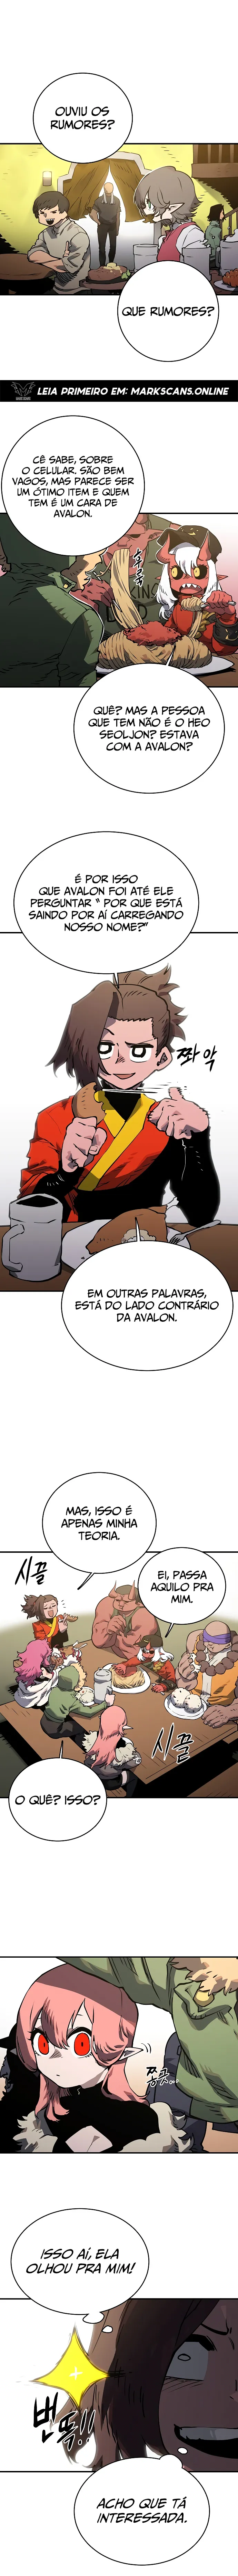 OUVIU OS
RUMORES?
QUE RUMORES?
LEIA PRIMEIRO EM: MARKSCANS.ONLINE
CÊ SABE, SOBRE
O CELULAR. SÃO BEM
VAGOS, MAS PARECE SER
UM ÓTIMO ITEM E QUEM
TEM É UM CARA DE
AVALON.
QUÊ? MAS A PESSOA
QUE TEM NÃO É O HEO
SEOLJON? ESTAVA
COM A AVALON?
É POR ISSO
QUE AVALON FOI ATÉ ELE
PERGUNTAR " POR QUE ESTÁ
SAINDO POR AÍ CARREGANDO
NOSSO NOME?"
쫘악
EM OUTRAS PALAVRAS,
ESTÁ DO LADO CONTRÁRIO
DA AVALON.
MAS, ISSO É
APENAS MINHA
TEORIA.
시끌
EI, PASSA
AQUILO PRA
MIM.
시끌
O QUÊ? ISSO?
쫑긋
ISSO AÍ, ELA
OLHOU PRA MIM!
번뜩!!
ACHO QUE TÁ
INTERESSADA.